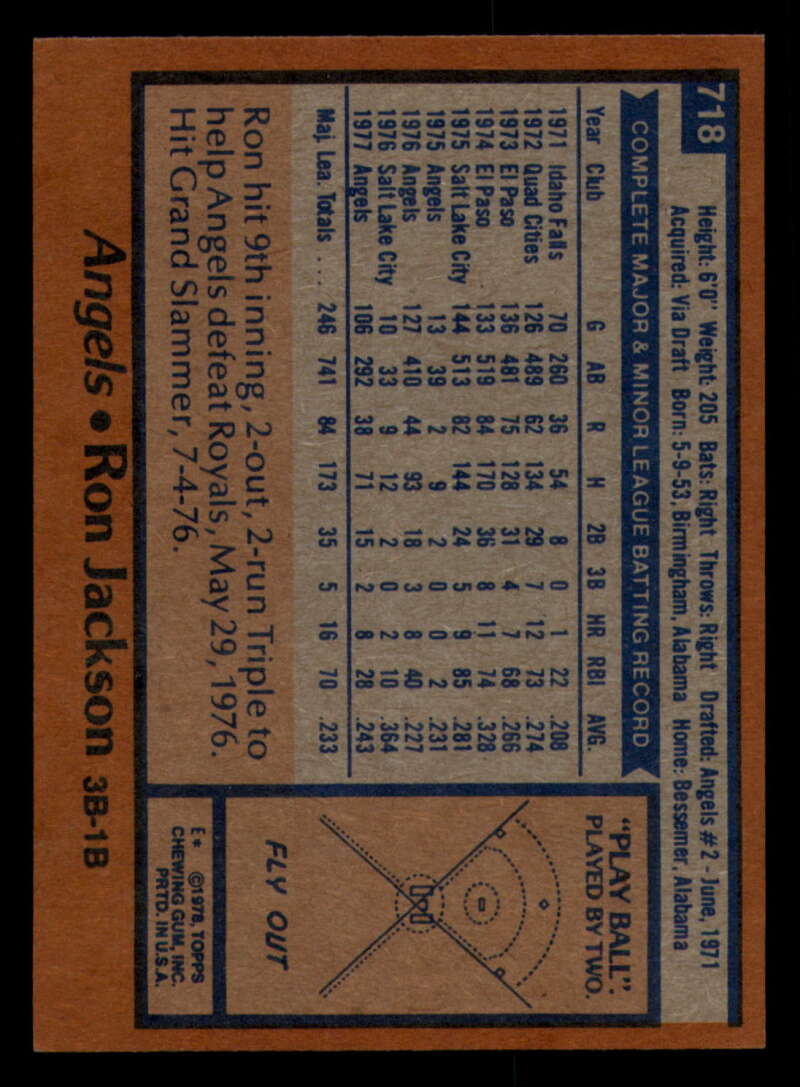 718
Height: 6'0" Weight: 205 Bats: Right Throws: Right Drafted: Angels #2 - June, 1971
Acquired: Via Draft Born: 5-9-53, Birmingham, Alabama Home: Bessemer, Alabama
COMPLETE MAJOR & MINOR LEAGUE BATTING RECORD
Year Club G AB R H 2B 3B HR RBI AVG.
1971 Idaho Falls 70 260 36 54 8 0 1 22 .208
1972 Quad Cities 126 489 62 134 29 7 12 73 .274
1973 El Paso 136 481 75 128 31 4 7 68 .266
1974 El Paso 133 519 84 170 36 8 11 74 .328
1975 Salt Lake City 144 513 82 144 24 5 9 85 .281
1975 Angels 13 39 2 9 2 0 0 2 .231
1976 Angels 127 410 44 93 18 3 8 40 .227
1976 Salt Lake City 10 33 9 12 2 0 2 10 .364
1977 Angels 106 292 38 71 15 2 8 28 .243
Maj. Lea. Totals ... 246 741 84 173 35 5 16 70 .233
Ron hit 9th inning, 2-out, 2-run Triple to
help Angels defeat Royals, May 29, 1976.
Hit Grand Slammer, 7-4-76.
"PLAY BALL":
PLAYED BY TWO.
FLY OUT
E* ©1978, TOPPS
CHEWING GUM, INC.
PRTD. IN U.S.A.
Angels • Ron Jackson 3B-1B